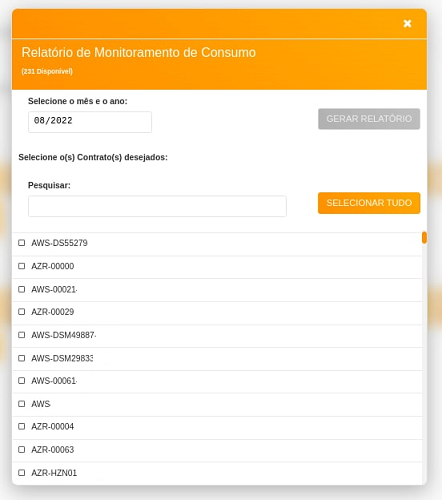 Relatório de Monitoramento de Consumo
(231 Disponível)
Selecione o mês e o ano:
08/2022
GERAR RELATÓRIO
Selecione o(s) Contrato(s) desejados:
Pesquisar:
SELECIONAR TUDO
AWS-DS55279
AZR-00000
AWS-00021-
AZR-00029
AWS-DSM49887-
AWS-DSM29833
AWS-00061-
AWS-
AZR-00004
AZR-00063
AZR-HZN01